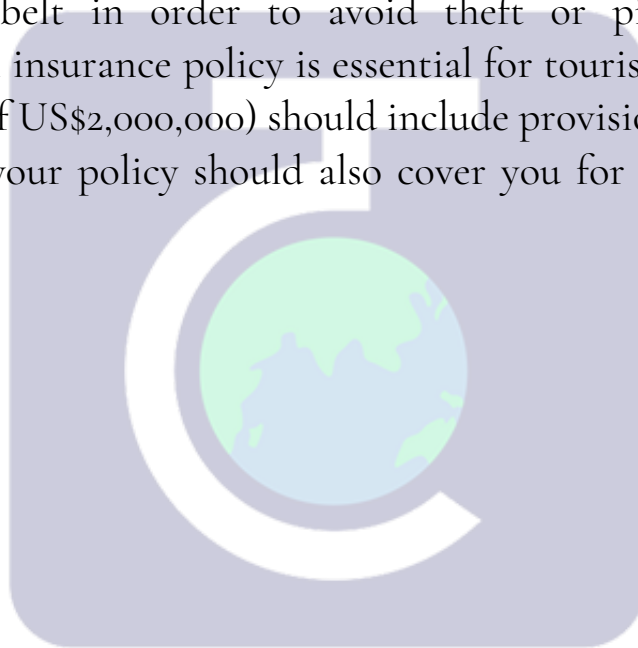 belt in order to avoid theft or
insurance policy is essential for
US$2,000,000) should include
your policy should also cover you for